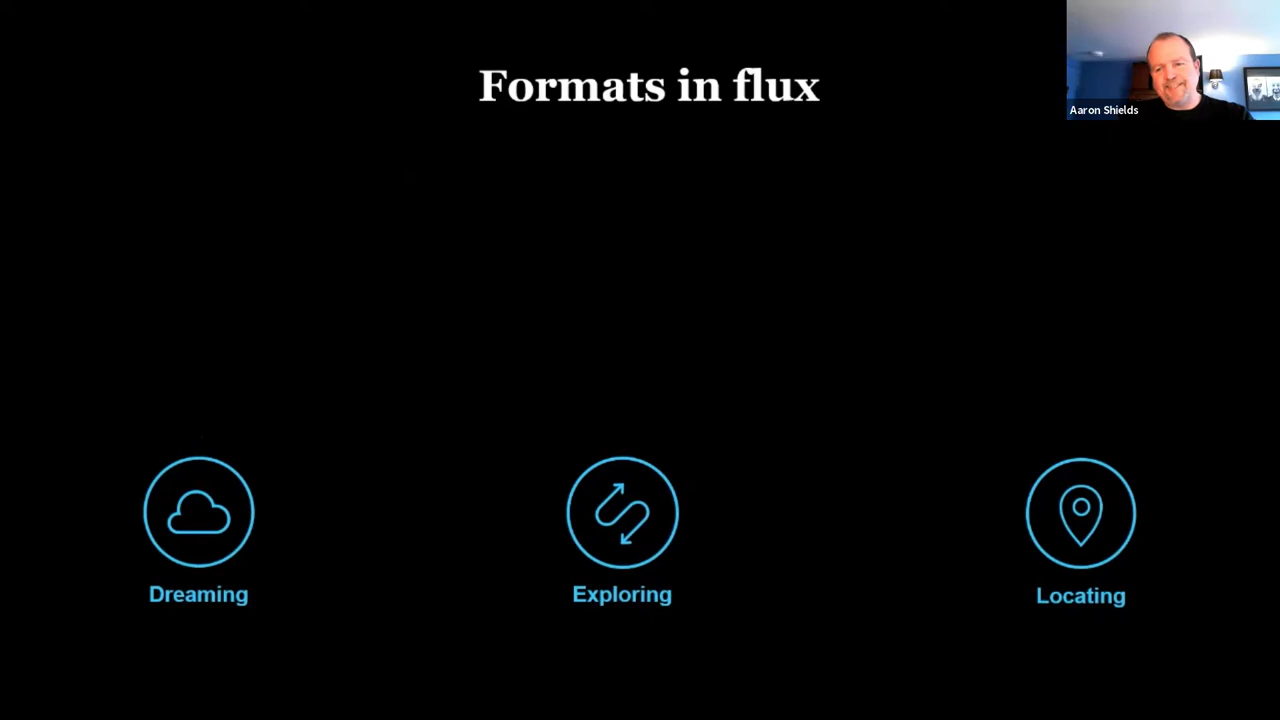 Formats in flux
Aaron Shields
Dreaming
Exploring
Locating